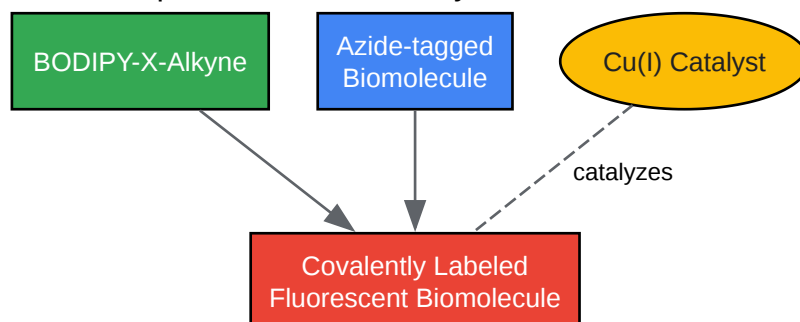 BODIPY-X-Alkyne
Azide-tagged
Biomolecule
Cu(I) Catalyst
catalyzes
Covalently Labeled
Fluorescent Biomolecule